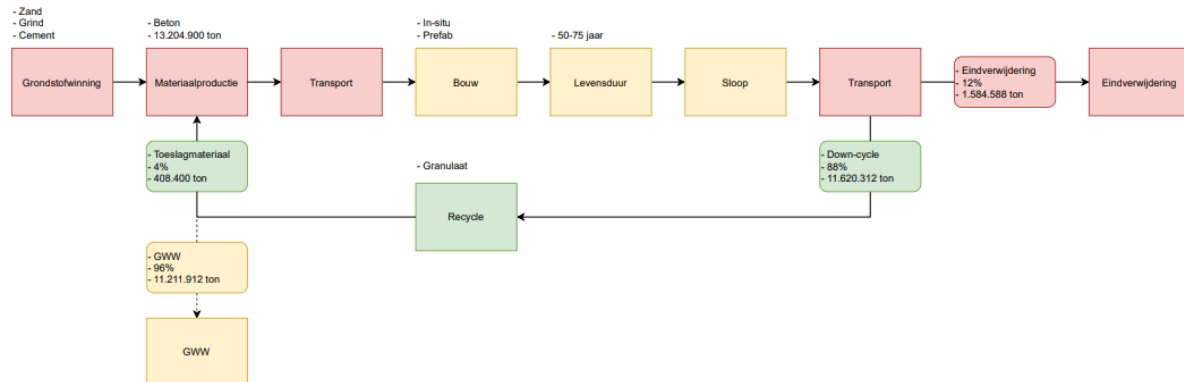 - Zand
- Grind
- Cement
- Beton
- 13.204.900 ton
- In-situ
- Prefab
- 50-75 jaar
Grondstofwinning
Materiaalproductie
Transport
Bouw
Levensduur
Sloop
Transport
- Eindverwijdering
- 12%
- 1.584.588 ton
Eindverwijdering
- Toeslagmateriaal
- 4%
- 408.400 ton
- Granulaat
- Down-cycle
- 88%
- 11.620.312 ton
Recycle
- GWW
- 96%
- 11.211.912 ton
GWW